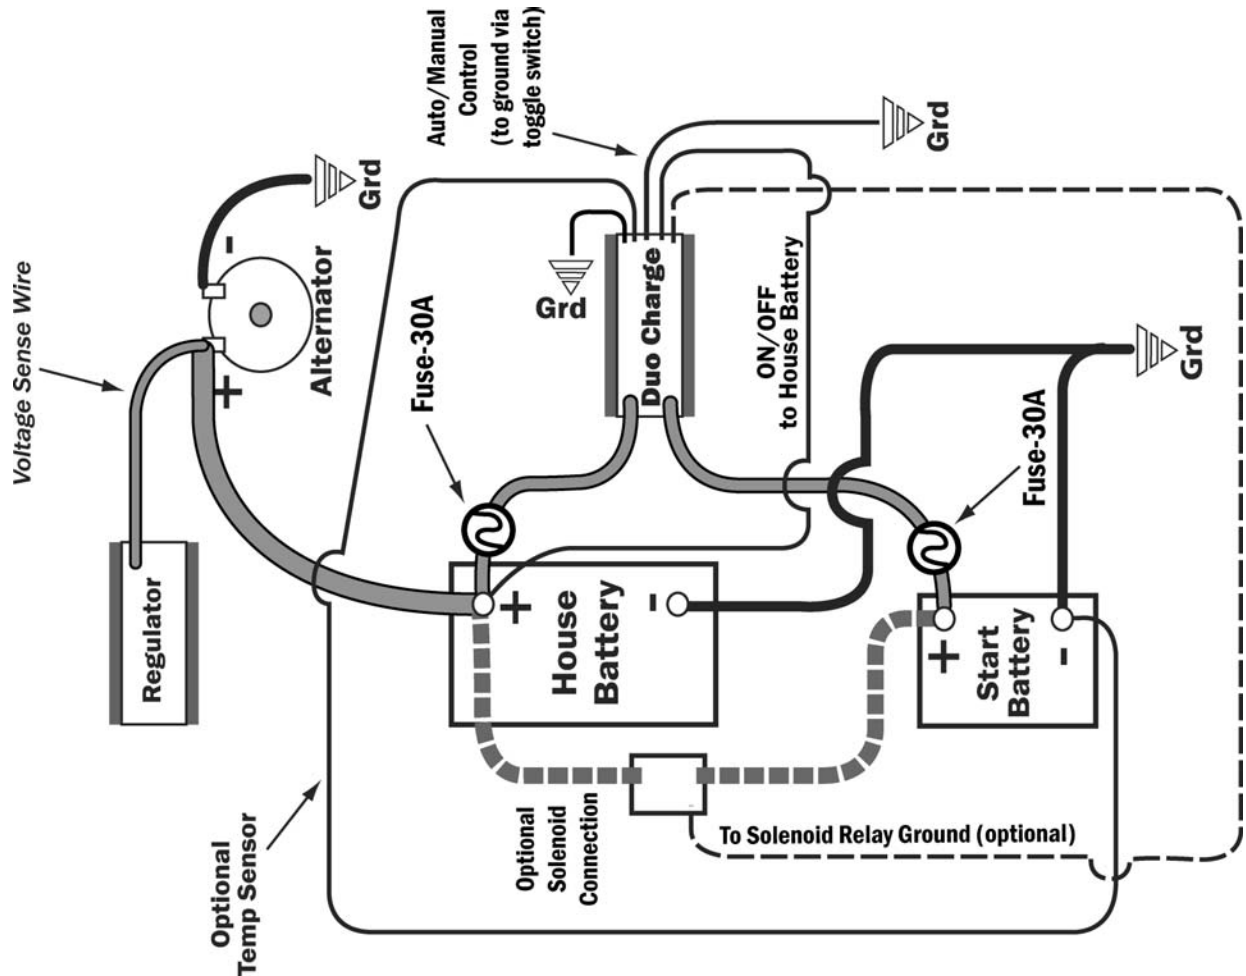 Auto/Manual
Control
(to ground via
toggle switch)
Grd
Grd
Voltage Sense Wire
-
+
Alternator
Grd
Duo Charge
Fuse-30A
ON/OFF
to House Battery
Grd
Fuse-30A
Regulator
+
House
Battery
-
+
Start
Battery
-
Optional
Solenoid
Connection
To Solenoid Relay Ground (optional)
Optional
Temp Sensor